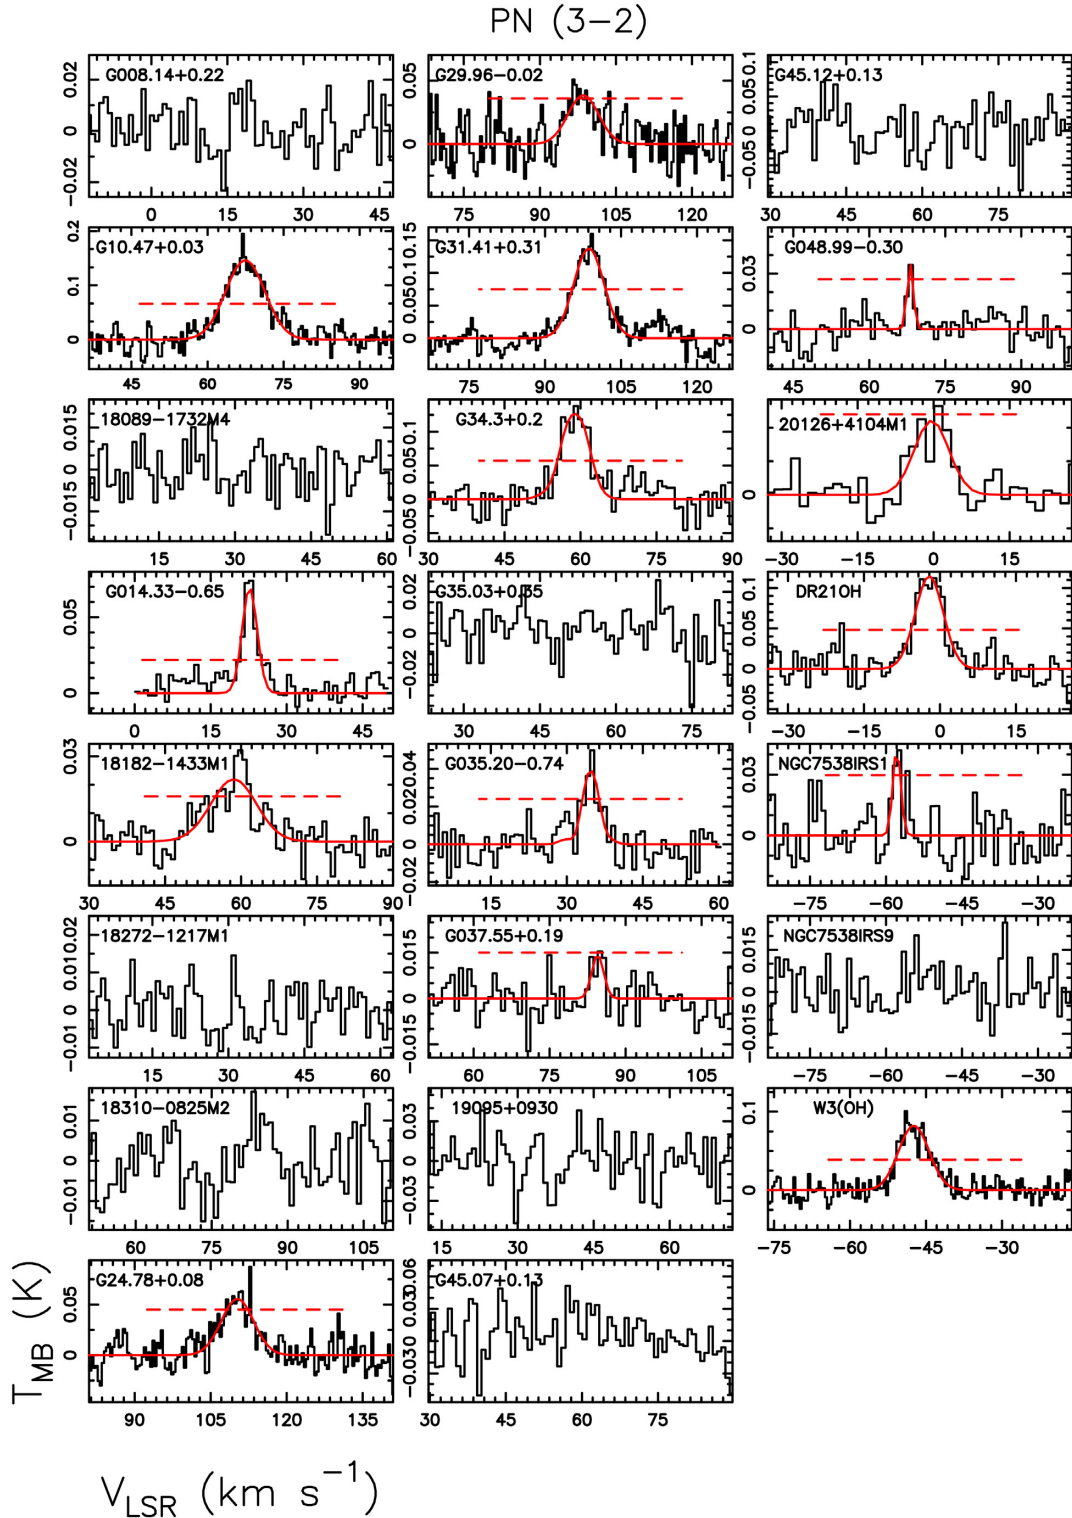 PN (3−2)
G008.14+0.22
0.02
0
−0.02
0 15 30 45
G29.96−0.02
0.05
0
75 90 105 120
G45.12+0.13
0.1
0.05
0
−0.05
30 45 60 75
G10.47+0.03
0.2
0.1
0
45 60 75 90
G31.41+0.31
0.15
0.1
0.05
0
75 90 105 120
G048.99−0.30
0.03
0
45 60 75 90
18089−1732M4
0.015
0
−0.015
15 30 45 60
G34.3+0.2
0.1
0.05
0
−0.05
30 45 60 75 90
20126+4104M1
0
−30 −15 0 15
G014.33−0.65
0.05
0
0 15 30 45
G35.03+0.35
0.02
0
−0.02
30 45 60 75
DR21OH
0.1
0.05
0
−0.05
−30 −15 0 15
18182−1433M1
0.03
0
30 45 60 75 90
G035.20−0.74
0.04
0.02
0
−0.02
0 15 30 45 60
NGC7538IRS1
0.03
0
−75 −60 −45 −30
18272−1217M1
0.02
0.01
0
−0.01
15 30 45 60
G037.55+0.19
0.015
0
−0.015
60 75 90 105
NGC7538IRS9
0.015
0
−0.015
−75 −60 −45 −30
18310−0825M2
0.01
0
−0.01
60 75 90 105
19095+0930
0.03
0
−0.03
15 30 45 60 75
W3(OH)
0.1
0
−75 −60 −45 −30
G24.78+0.08
0.05
0
90 105 120 135
G45.07+0.13
0.06
0.03
0
−0.03
30 45 60 75
T_MB (K)
V_LSR (km s⁻¹)